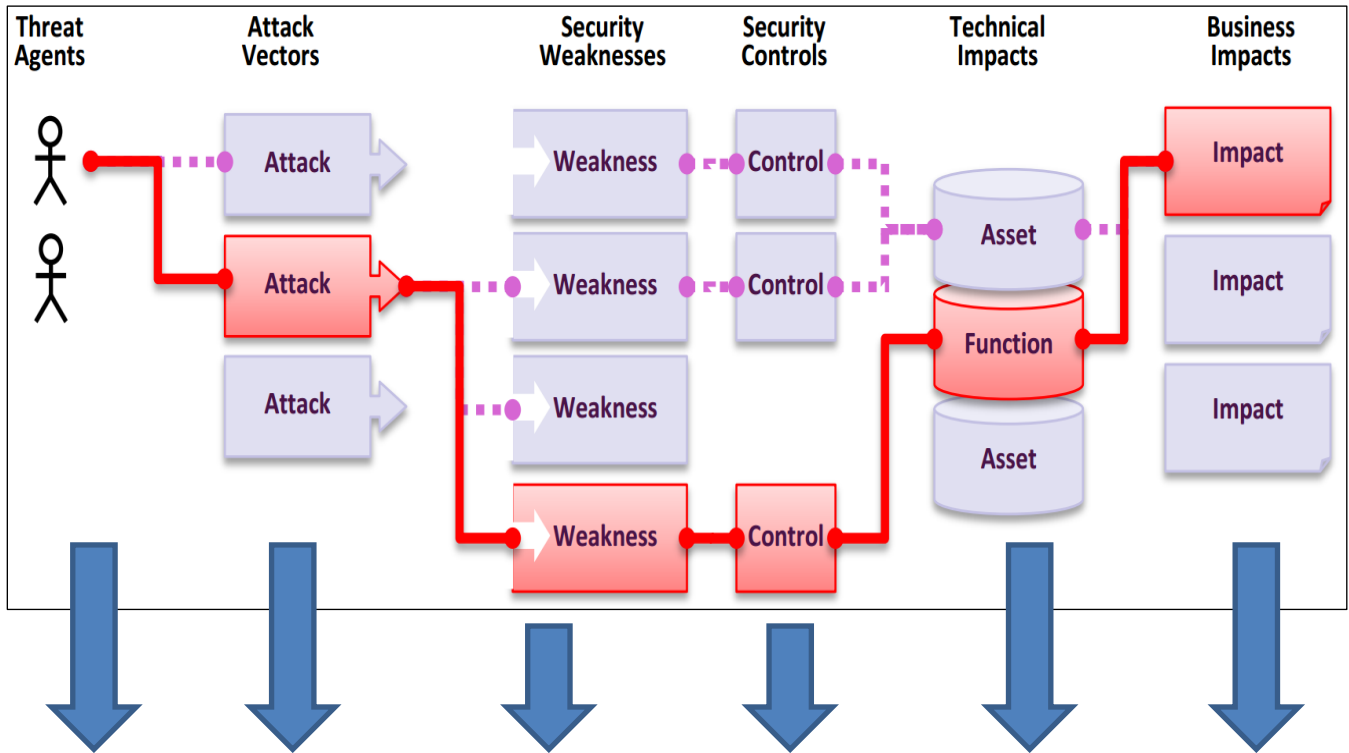 Threat
Agents
Attack
Vectors
Security
Weaknesses
Security
Controls
Technical
Impacts
Business
Impacts
Attack
Weakness
Control
Impact
Asset
Attack
Weakness
Control
Impact
Function
Attack
Weakness
Impact
Asset
Weakness
Control